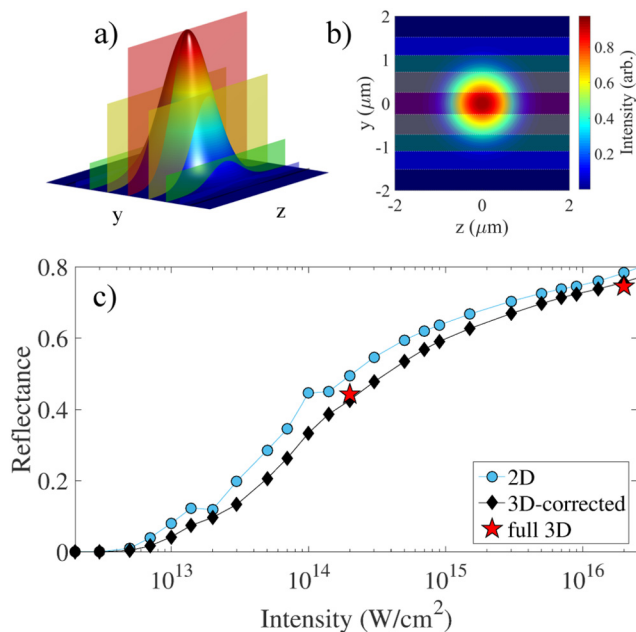 a)
y
z
b)
2
1
0
-1
-2
y (μm)
-2 0 2
z (μm)
0.8
0.6
0.4
0.2
Intensity (arb.)
c)
0.8
0.6
0.4
0.2
0
Reflectance
10^13 10^14 10^15 10^16
Intensity (W/cm^2)
2D
3D-corrected
full 3D